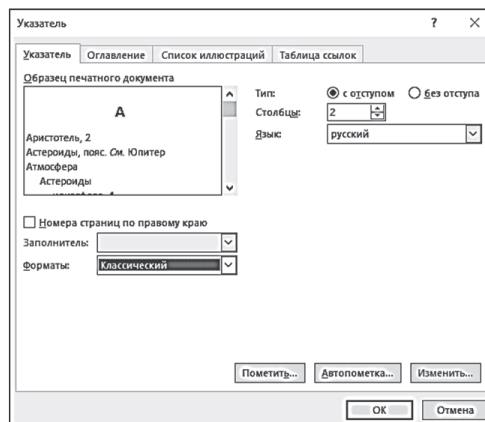 Указатель ? ×
Указатель Оглавление Список иллюстраций Таблица ссылок
Образец печатного документа
А
Аристотель, 2
Астероиды, пояс. См. Юпитер
Атмосфера
Астероиды
Тип: с отступом без отступа
Столбцы: 2
Язык: русский
Номера страниц по правому краю
Заполнитель:
Форматы: Классический
Пометить... Автопометка... Изменить...
ОК Отмена